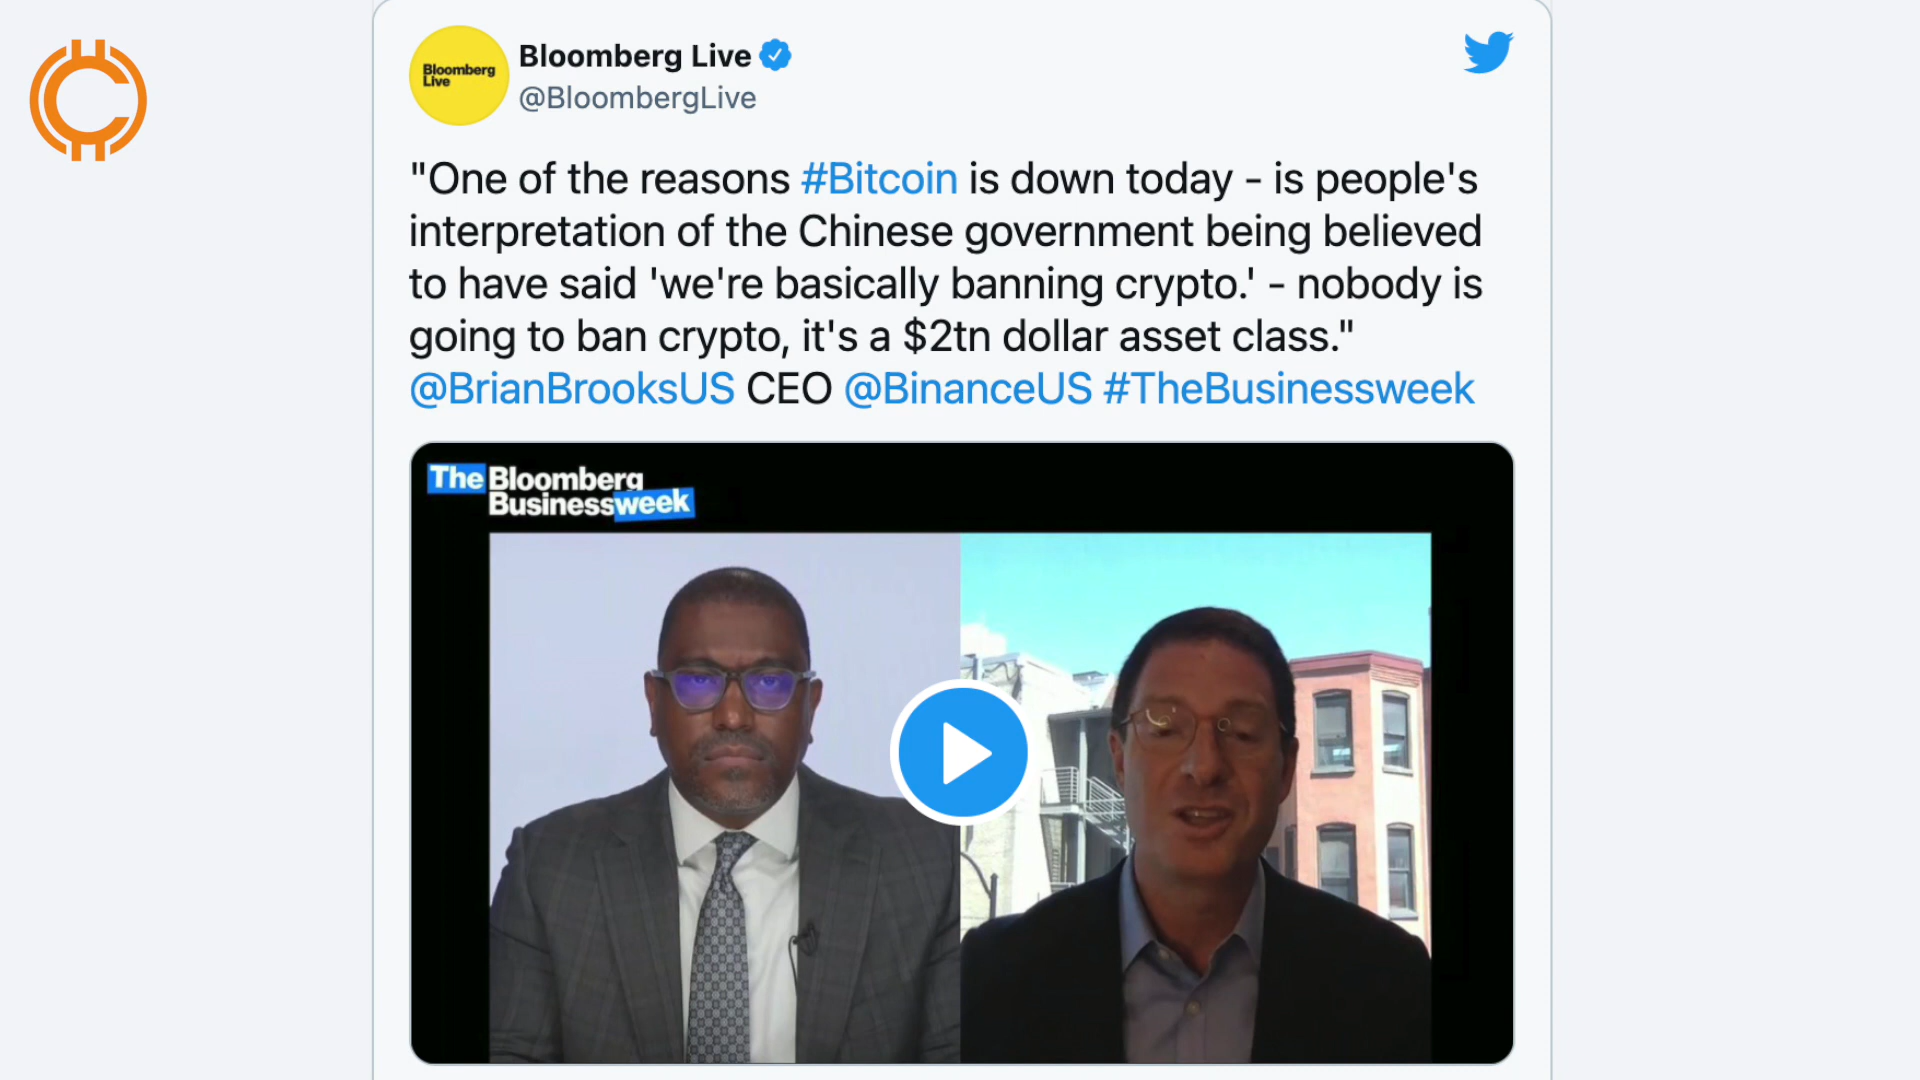 Bloomberg Live
@BloombergLive
Bloomberg
Live
"One of the reasons #Bitcoin is down today - is people's
interpretation of the Chinese government being believed
to have said 'we're basically banning crypto.' - nobody is
going to ban crypto, it's a $2tn dollar asset class."
@BrianBrooksUS CEO @BinanceUS #TheBusinessweek
The Bloomberg
Businessweek